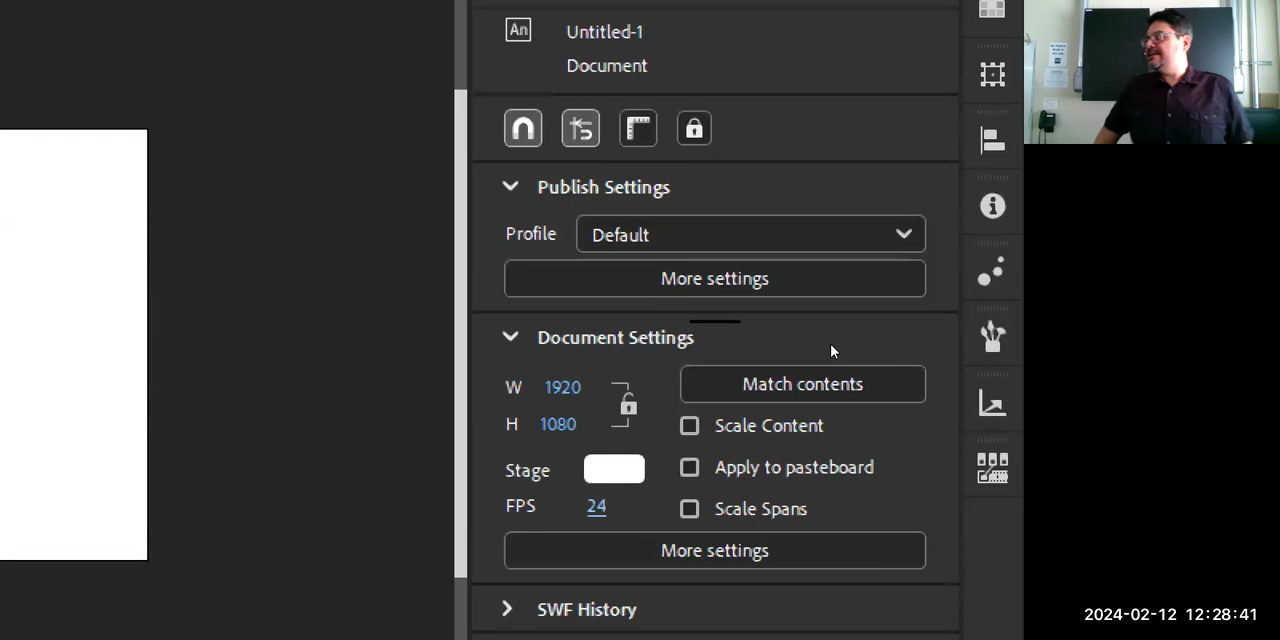 An
Untitled-1
Document
Publish Settings
Profile
Default
More settings
Document Settings
W 1920
H 1080
Match contents
Scale Content
Stage
Apply to pasteboard
FPS 24
Scale Spans
More settings
SWF History
2024-02-12 12:28:41